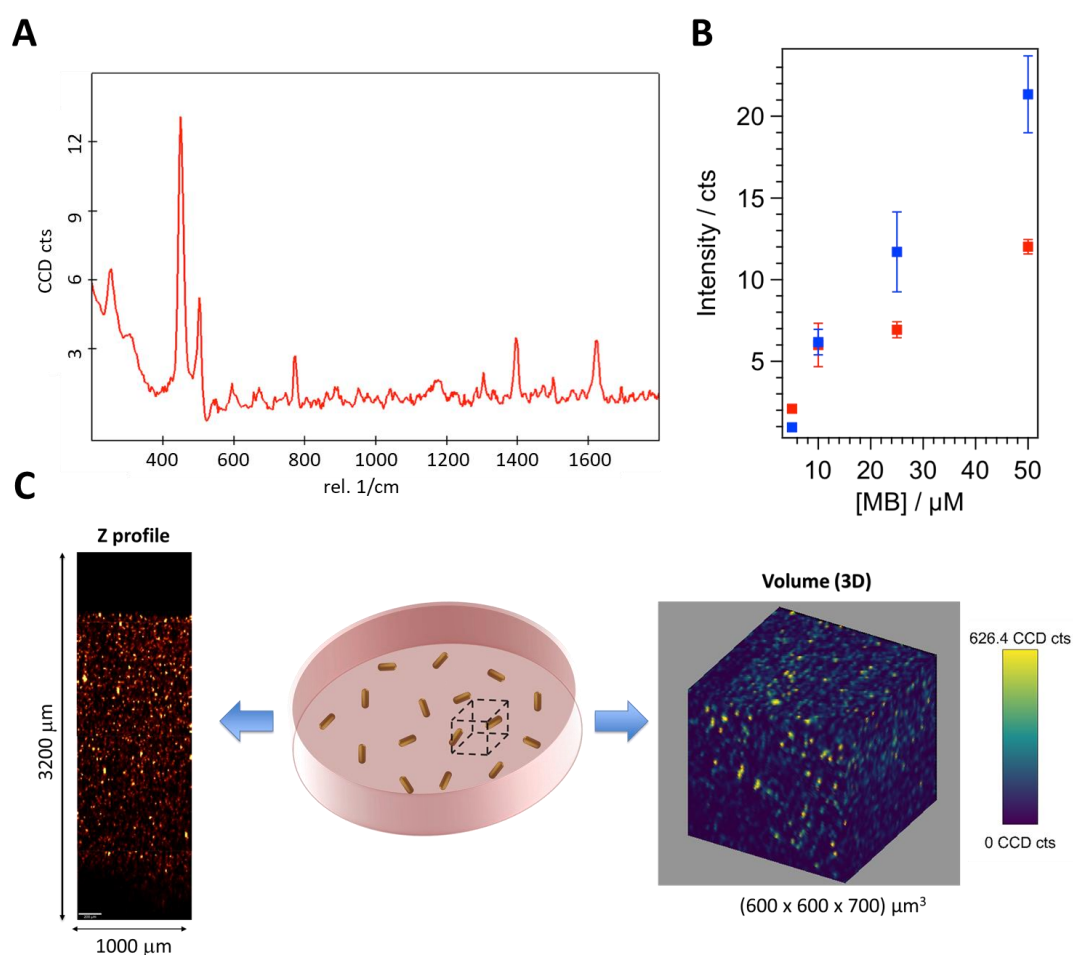 A
12
9
6
3
CCD cts
400 600 800 1000 1200 1400 1600
rel. 1/cm
B
20
15
10
5
Intensity / cts
10 20 30 40 50
[MB] / µM
C
Z profile
3200 µm
1000 µm
Volume (3D)
626.4 CCD cts
0 CCD cts
(600 x 600 x 700) µm³